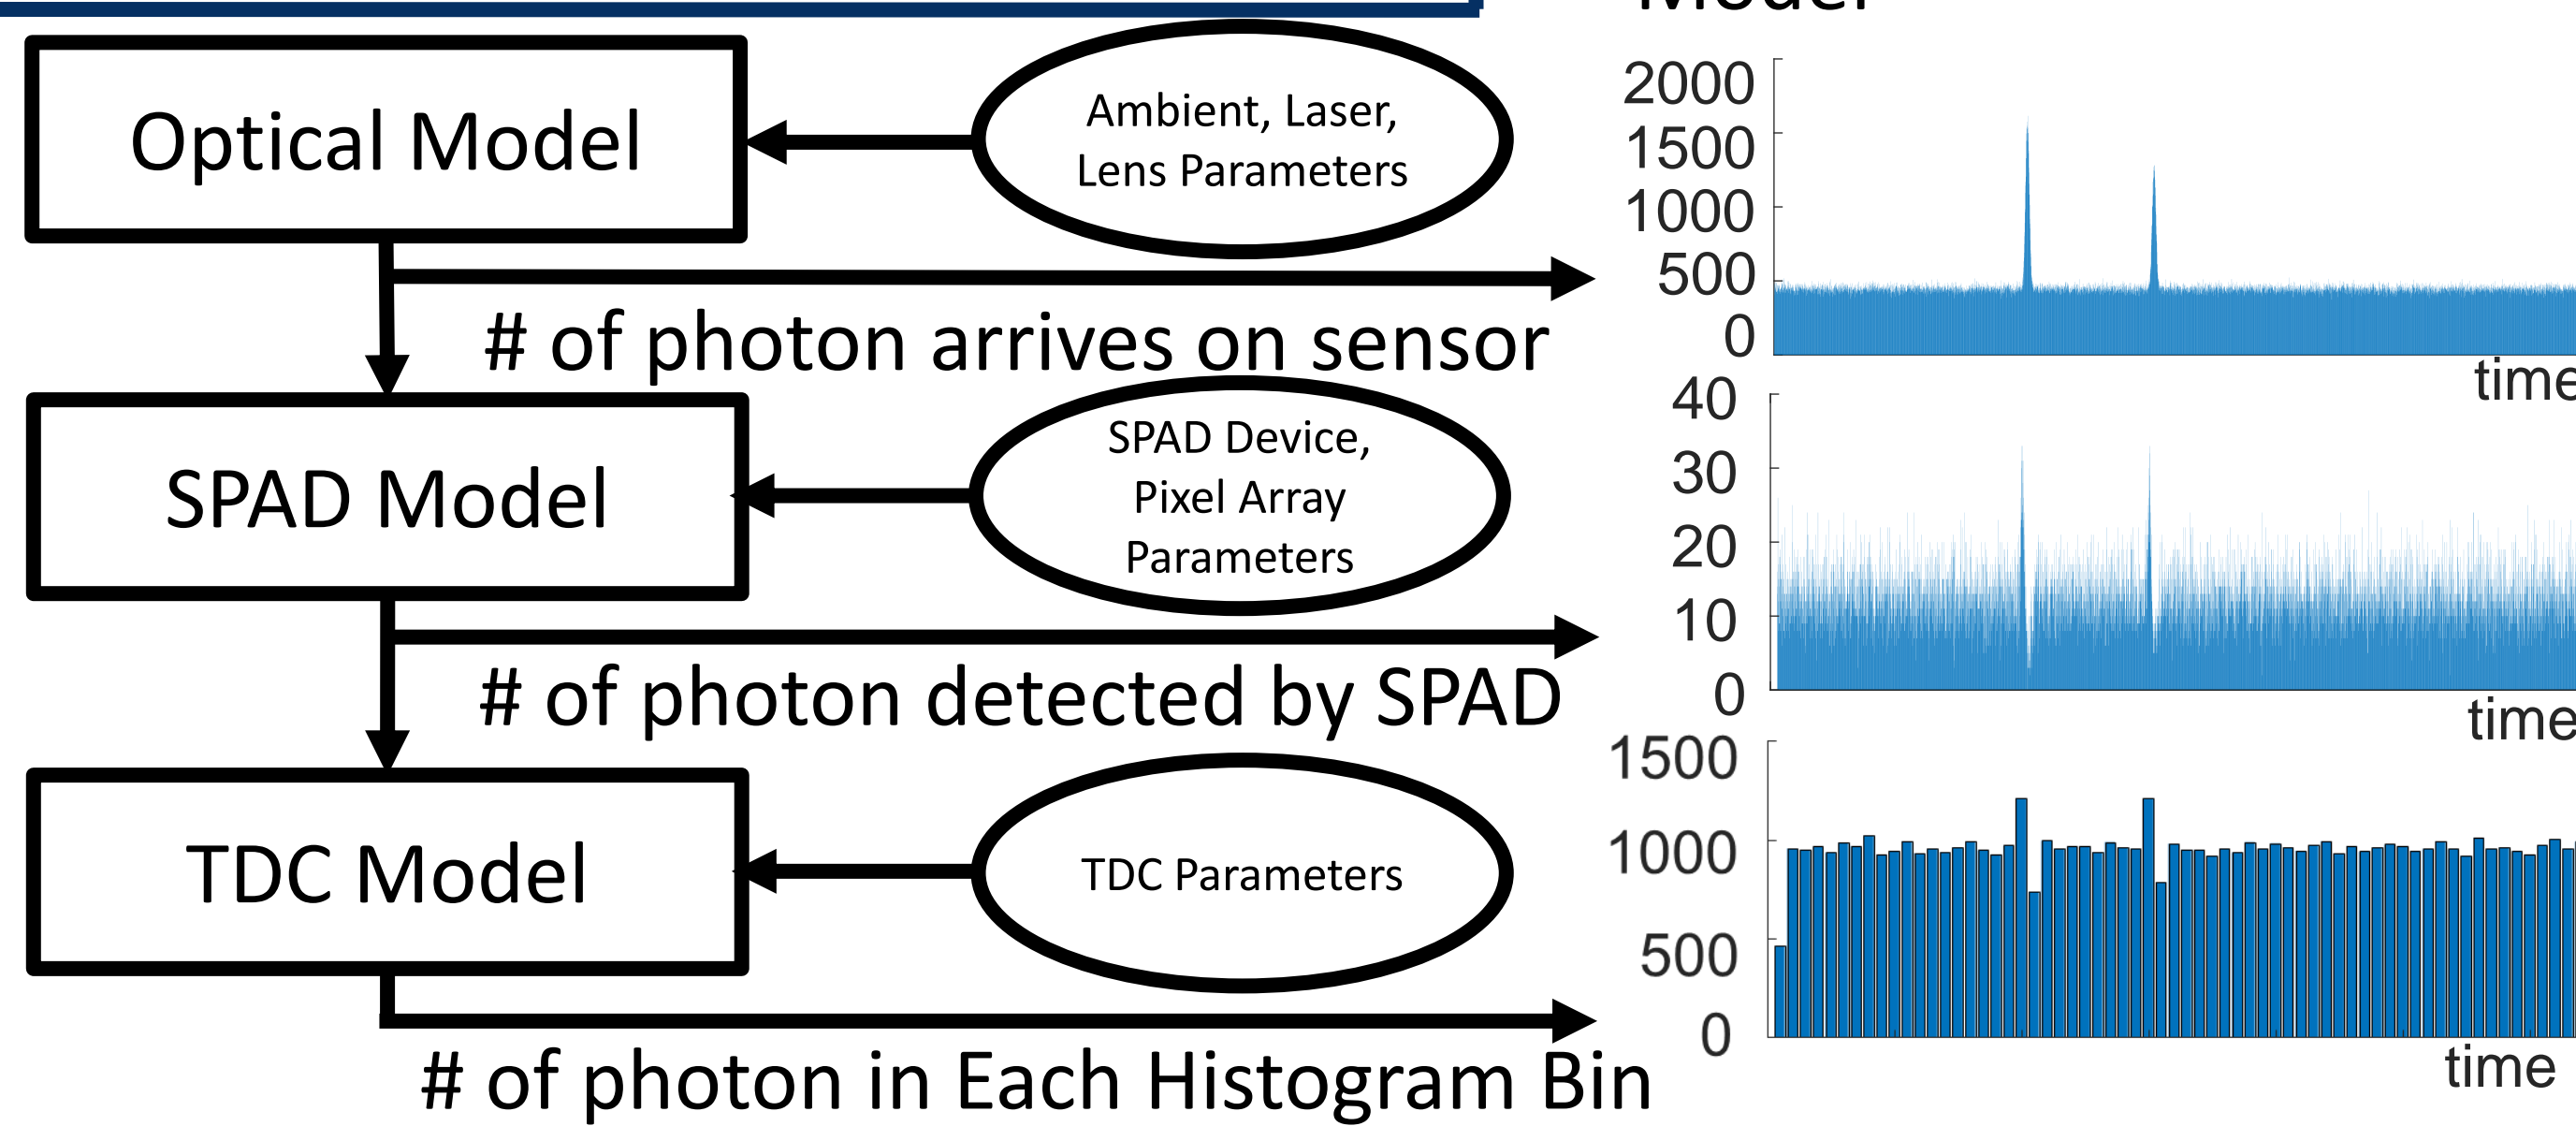 Model
Optical Model
Ambient, Laser,
Lens Parameters
# of photon arrives on sensor
2000
1500
1000
500
0
time
SPAD Model
SPAD Device,
Pixel Array
Parameters
# of photon detected by SPAD
40
30
20
10
0
time
TDC Model
TDC Parameters
# of photon in Each Histogram Bin
1500
1000
500
0
time